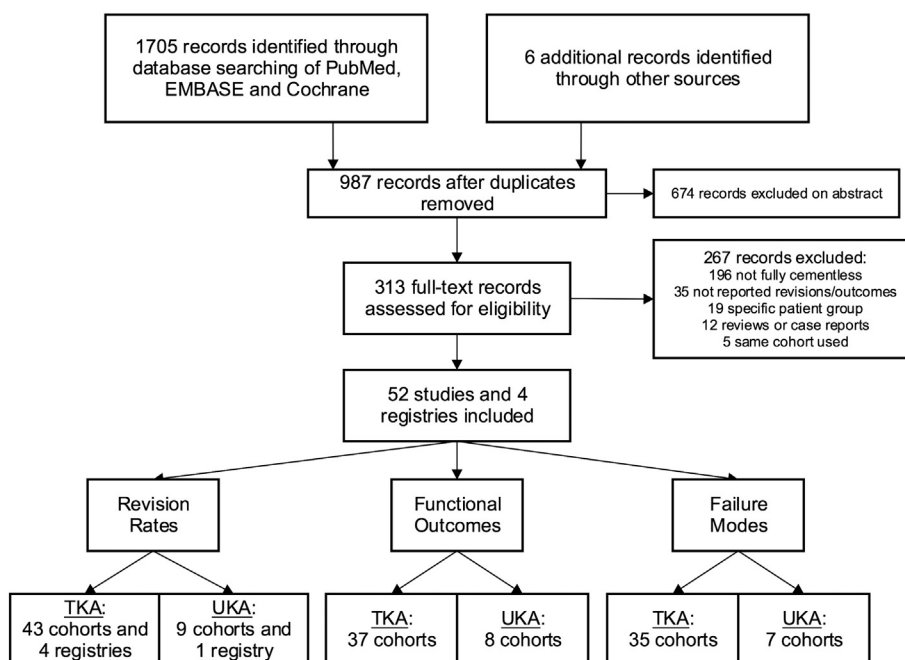 1705 records identified through
database searching of PubMed,
EMBASE and Cochrane
6 additional records identified
through other sources
987 records after duplicates
removed
674 records excluded on abstract
313 full-text records
assessed for eligibility
267 records excluded:
196 not fully cementless
35 not reported revisions/outcomes
19 specific patient group
12 reviews or case reports
5 same cohort used
52 studies and 4
registries included
Revision
Rates
Functional
Outcomes
Failure
Modes
TKA:
43 cohorts and
4 registries
UKA:
9 cohorts and
1 registry
TKA:
37 cohorts
UKA:
8 cohorts
TKA:
35 cohorts
UKA:
7 cohorts